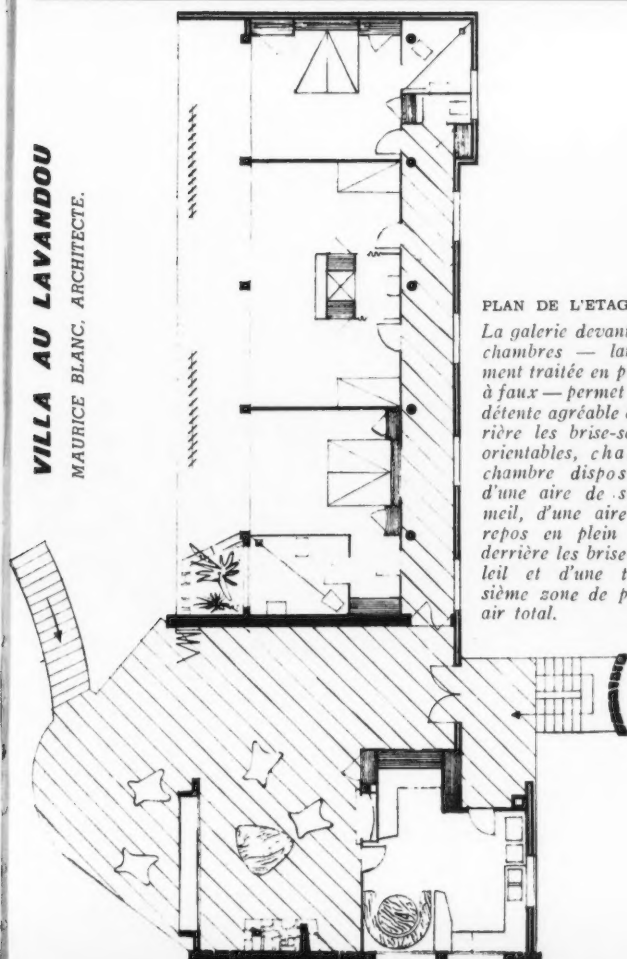 VILLA AU LAVANDOU
MAURICE BLANC, ARCHITECTE.
PLAN DE L'ETAG
La galerie devant
chambres — la
ment traitée en p
à faux — permet
détente agréable
rière les brise-s
orientables, cha
chambre dispos
d'une aire de s
meil, d'une aire
repos en plein
derrière les brise
leil et d'une t
sième zone de p
air total.